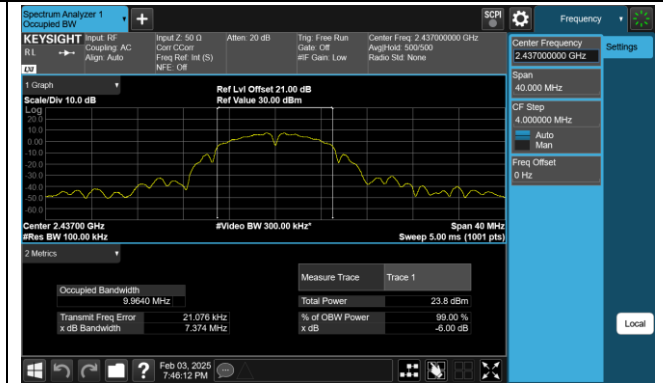 Spectrum Analyzer 1
Occupied BW
SCPI
Frequency
KEYSIGHT
R L
Input: RF
Coupling: AC
Align: Auto
Input Z: 50 Ω
Corr CCorr
Freq Ref: Int (S)
NFE: Off
Atten: 20 dB
Trig: Free Run
Gate: Off
#IF Gain: Low
Center Freq: 2.437000000 GHz
Avg|Hold: 500/500
Radio Std: None
LXI
Center Frequency
2.437000000 GHz
Settings
Span
40.000 MHz
CF Step
4.000000 MHz
Auto
Man
Freq Offset
0 Hz
Local
1 Graph
Scale/Div 10.0 dB
Ref Lvl Offset 21.00 dB
Ref Value 30.00 dBm
Log
20.0
10.0
0.00
-10.0
-20.0
-30.0
-40.0
-50.0
-60.0
Center 2.43700 GHz
#Res BW 100.00 kHz
#Video BW 300.00 kHz*
Span 40 MHz
Sweep 5.00 ms (1001 pts)
2 Metrics
Measure Trace Trace 1
Occupied Bandwidth
9.9640 MHz
Total Power 23.8 dBm
Transmit Freq Error 21.076 kHz
% of OBW Power 99.00 %
x dB Bandwidth 7.374 MHz
x dB -6.00 dB
?
Feb 03, 2025
7:46:12 PM